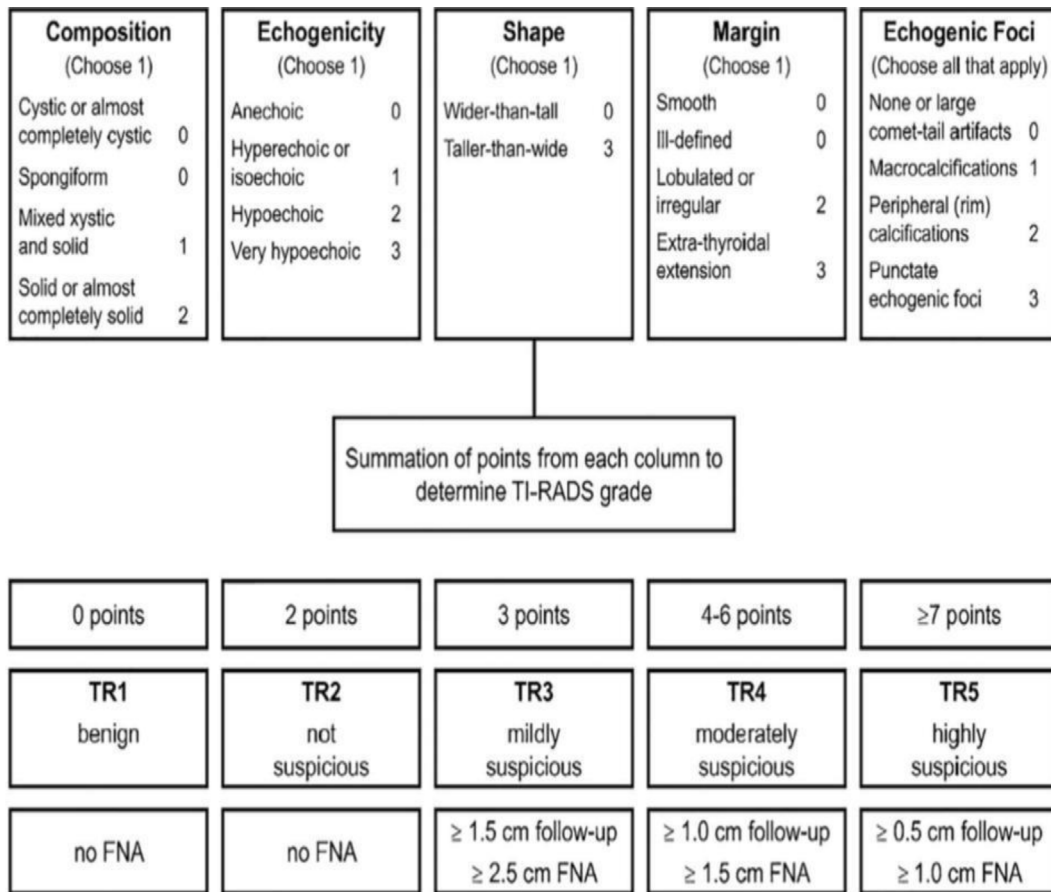 Composition
(Choose 1)
Cystic or almost
completely cystic 0
Spongiform 0
Mixed xystic
and solid 1
Solid or almost
completely solid 2
Echogenicity
(Choose 1)
Anechoic 0
Hyperechoic or
isoechoic 1
Hypoechoic 2
Very hypoechoic 3
Shape
(Choose 1)
Wider-than-tall 0
Taller-than-wide 3
Margin
(Choose 1)
Smooth 0
Ill-defined 0
Lobulated or
irregular 2
Extra-thyroidal
extension 3
Echogenic Foci
(Choose all that apply)
None or large
comet-tail artifacts 0
Macrocalcifications 1
Peripheral (rim)
calcifications 2
Punctate
echogenic foci 3
Summation of points from each column to
determine TI-RADS grade
0 points
2 points
3 points
4-6 points
≥7 points
TR1
benign
TR2
not
suspicious
TR3
mildly
suspicious
TR4
moderately
suspicious
TR5
highly
suspicious
no FNA
no FNA
≥ 1.5 cm follow-up
≥ 2.5 cm FNA
≥ 1.0 cm follow-up
≥ 1.5 cm FNA
≥ 0.5 cm follow-up
≥ 1.0 cm FNA